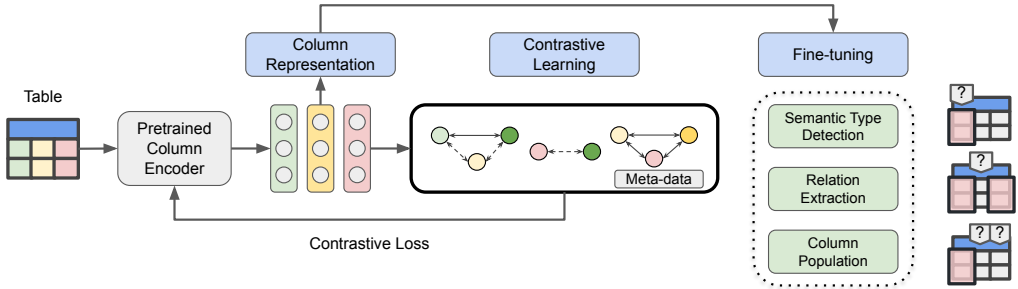 Column
Representation
Contrastive
Learning
Fine-tuning
Table
Pretrained
Column
Encoder
Meta-data
Contrastive Loss
Semantic Type
Detection
Relation
Extraction
Column
Population
?
?
? ?